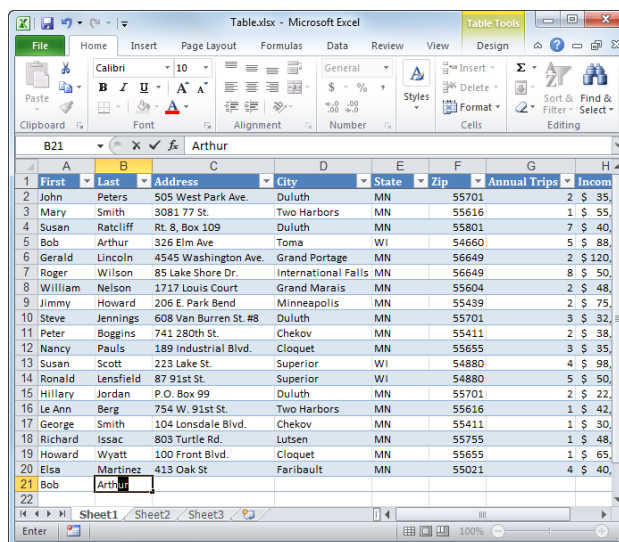 Table.xlsx - Microsoft Excel
Table Tools
File Home Insert Page Layout Formulas Data Review View Design
Paste
Calibri 10
B I U
A A
A
General
$ % ,
.0 .00 .00 .0
Styles
Insert
Delete
Format
Σ
Sort & Filter
Find & Select
Clipboard Font Alignment Number Cells Editing
B21 fx Arthur
A B C D E F G H
1 First Last Address City State Zip Annual Trips Incom
2 John Peters 505 West Park Ave. Duluth MN 55701 2 $ 35,
3 Mary Smith 3081 77 St. Two Harbors MN 55616 1 $ 55,
4 Susan Ratcliff Rt. 8, Box 109 Duluth MN 55801 7 $ 40,
5 Bob Arthur 326 Elm Ave Toma WI 54660 5 $ 88,
6 Gerald Lincoln 4545 Washington Ave. Grand Portage MN 56649 2 $ 120,
7 Roger Wilson 85 Lake Shore Dr. International Falls MN 56649 8 $ 50,
8 William Nelson 1717 Louis Court Grand Marais MN 55604 2 $ 48,
9 Jimmy Howard 206 E. Park Bend Minneapolis MN 55439 2 $ 75,
10 Steve Jennings 608 Van Burren St. #8 Duluth MN 55701 3 $ 32,
11 Peter Boggins 741 280th St. Chekov MN 55411 2 $ 38,
12 Nancy Pauls 189 Industrial Blvd. Cloquet MN 55655 3 $ 35,
13 Susan Scott 223 Lake St. Superior WI 54880 4 $ 98,
14 Ronald Lensfield 87 91st St. Superior WI 54880 5 $ 50,
15 Hillary Jordan P.O. Box 99 Duluth MN 55701 2 $ 22,
16 Le Ann Berg 754 W. 91st St. Two Harbors MN 55616 1 $ 42,
17 George Smith 104 Lonsdale Blvd. Chekov MN 55411 1 $ 30,
18 Richard Issac 803 Turtle Rd. Lutsen MN 55755 1 $ 48,
19 Howard Wyatt 100 Front Blvd. Cloquet MN 55655 1 $ 65,
20 Elsa Martinez 413 Oak St Faribault MN 55021 4 $ 40,
21 Bob Arthur
22
Sheet1 Sheet2 Sheet3
Enter 100%